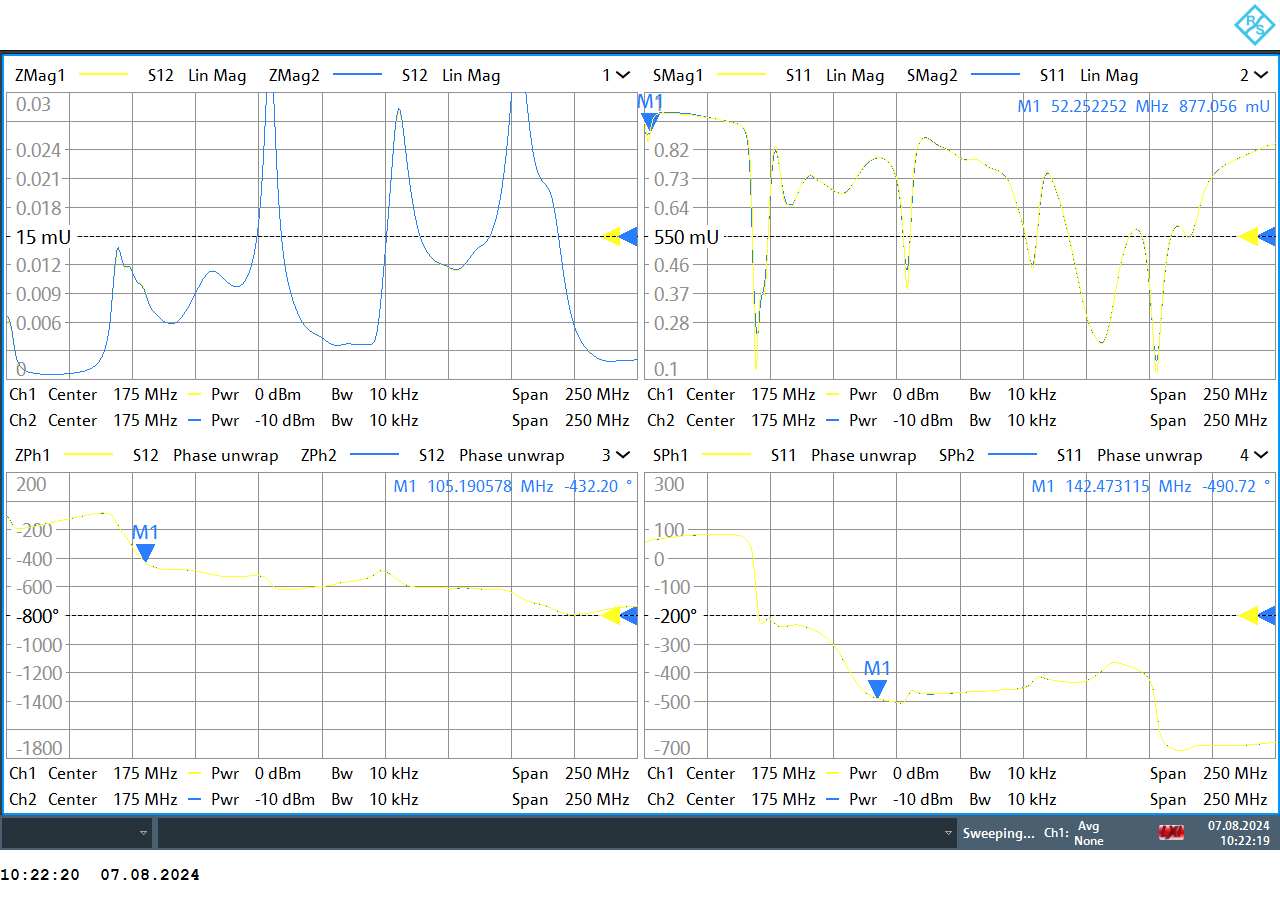 R&S
ZMag1 S12 Lin Mag ZMag2 S12 Lin Mag 1
0.03
0.024
0.021
0.018
15 mU
0.012
0.009
0.006
0
Ch1 Center 175 MHz Pwr 0 dBm Bw 10 kHz Span 250 MHz
Ch2 Center 175 MHz Pwr -10 dBm Bw 10 kHz Span 250 MHz
SMag1 S11 Lin Mag SMag2 S11 Lin Mag 2
M1
M1 52.252252 MHz 877.056 mU
0.82
0.73
0.64
550 mU
0.46
0.37
0.28
0.1
Ch1 Center 175 MHz Pwr 0 dBm Bw 10 kHz Span 250 MHz
Ch2 Center 175 MHz Pwr -10 dBm Bw 10 kHz Span 250 MHz
ZPh1 S12 Phase unwrap ZPh2 S12 Phase unwrap 3
200
M1 105.190578 MHz -432.20 °
-200
M1
-400
-600
-800°
-1000
-1200
-1400
-1800
Ch1 Center 175 MHz Pwr 0 dBm Bw 10 kHz Span 250 MHz
Ch2 Center 175 MHz Pwr -10 dBm Bw 10 kHz Span 250 MHz
SPh1 S11 Phase unwrap SPh2 S11 Phase unwrap 4
300
M1 142.473115 MHz -490.72 °
100
0
-100
-200°
-300
M1
-400
-500
-700
Ch1 Center 175 MHz Pwr 0 dBm Bw 10 kHz Span 250 MHz
Ch2 Center 175 MHz Pwr -10 dBm Bw 10 kHz Span 250 MHz
Sweeping... Ch1: Avg None
LXI
07.08.2024
10:22:19
10:22:20 07.08.2024